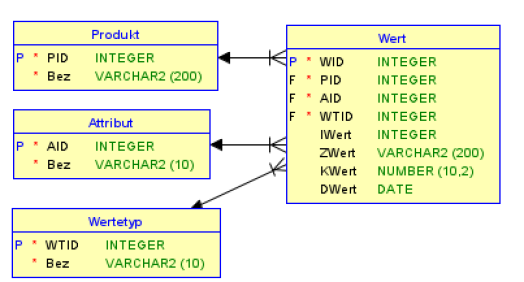 Produkt
P * PID INTEGER
* Bez VARCHAR2 (200)
Attribut
P * AID INTEGER
* Bez VARCHAR2 (10)
Wertetyp
P * WTID INTEGER
* Bez VARCHAR2 (10)
Wert
P * WID INTEGER
F * PID INTEGER
F * AID INTEGER
F * WTID INTEGER
IWert INTEGER
ZWert VARCHAR2 (200)
KWert NUMBER (10,2)
DWert DATE